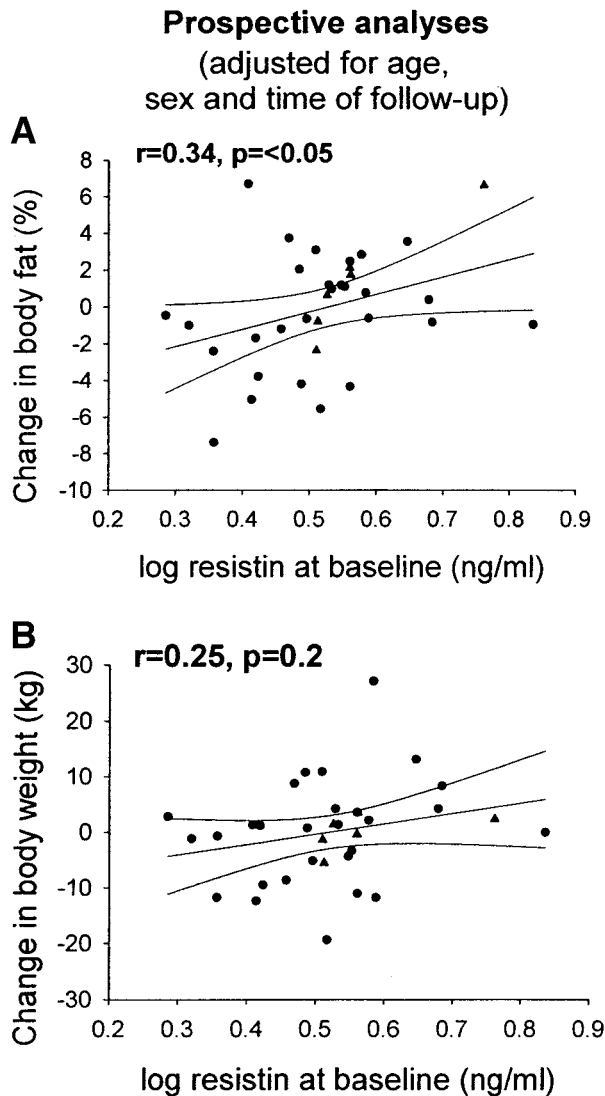 Prospective analyses
(adjusted for age,
sex and time of follow-up)
A
r=0.34, p=<0.05
Change in body fat (%)
8
6
4
2
0
-2
-4
-6
-8
-10
0.2 0.3 0.4 0.5 0.6 0.7 0.8 0.9
log resistin at baseline (ng/ml)
B
r=0.25, p=0.2
Change in body weight (kg)
30
20
10
0
-10
-20
-30
0.2 0.3 0.4 0.5 0.6 0.7 0.8 0.9
log resistin at baseline (ng/ml)